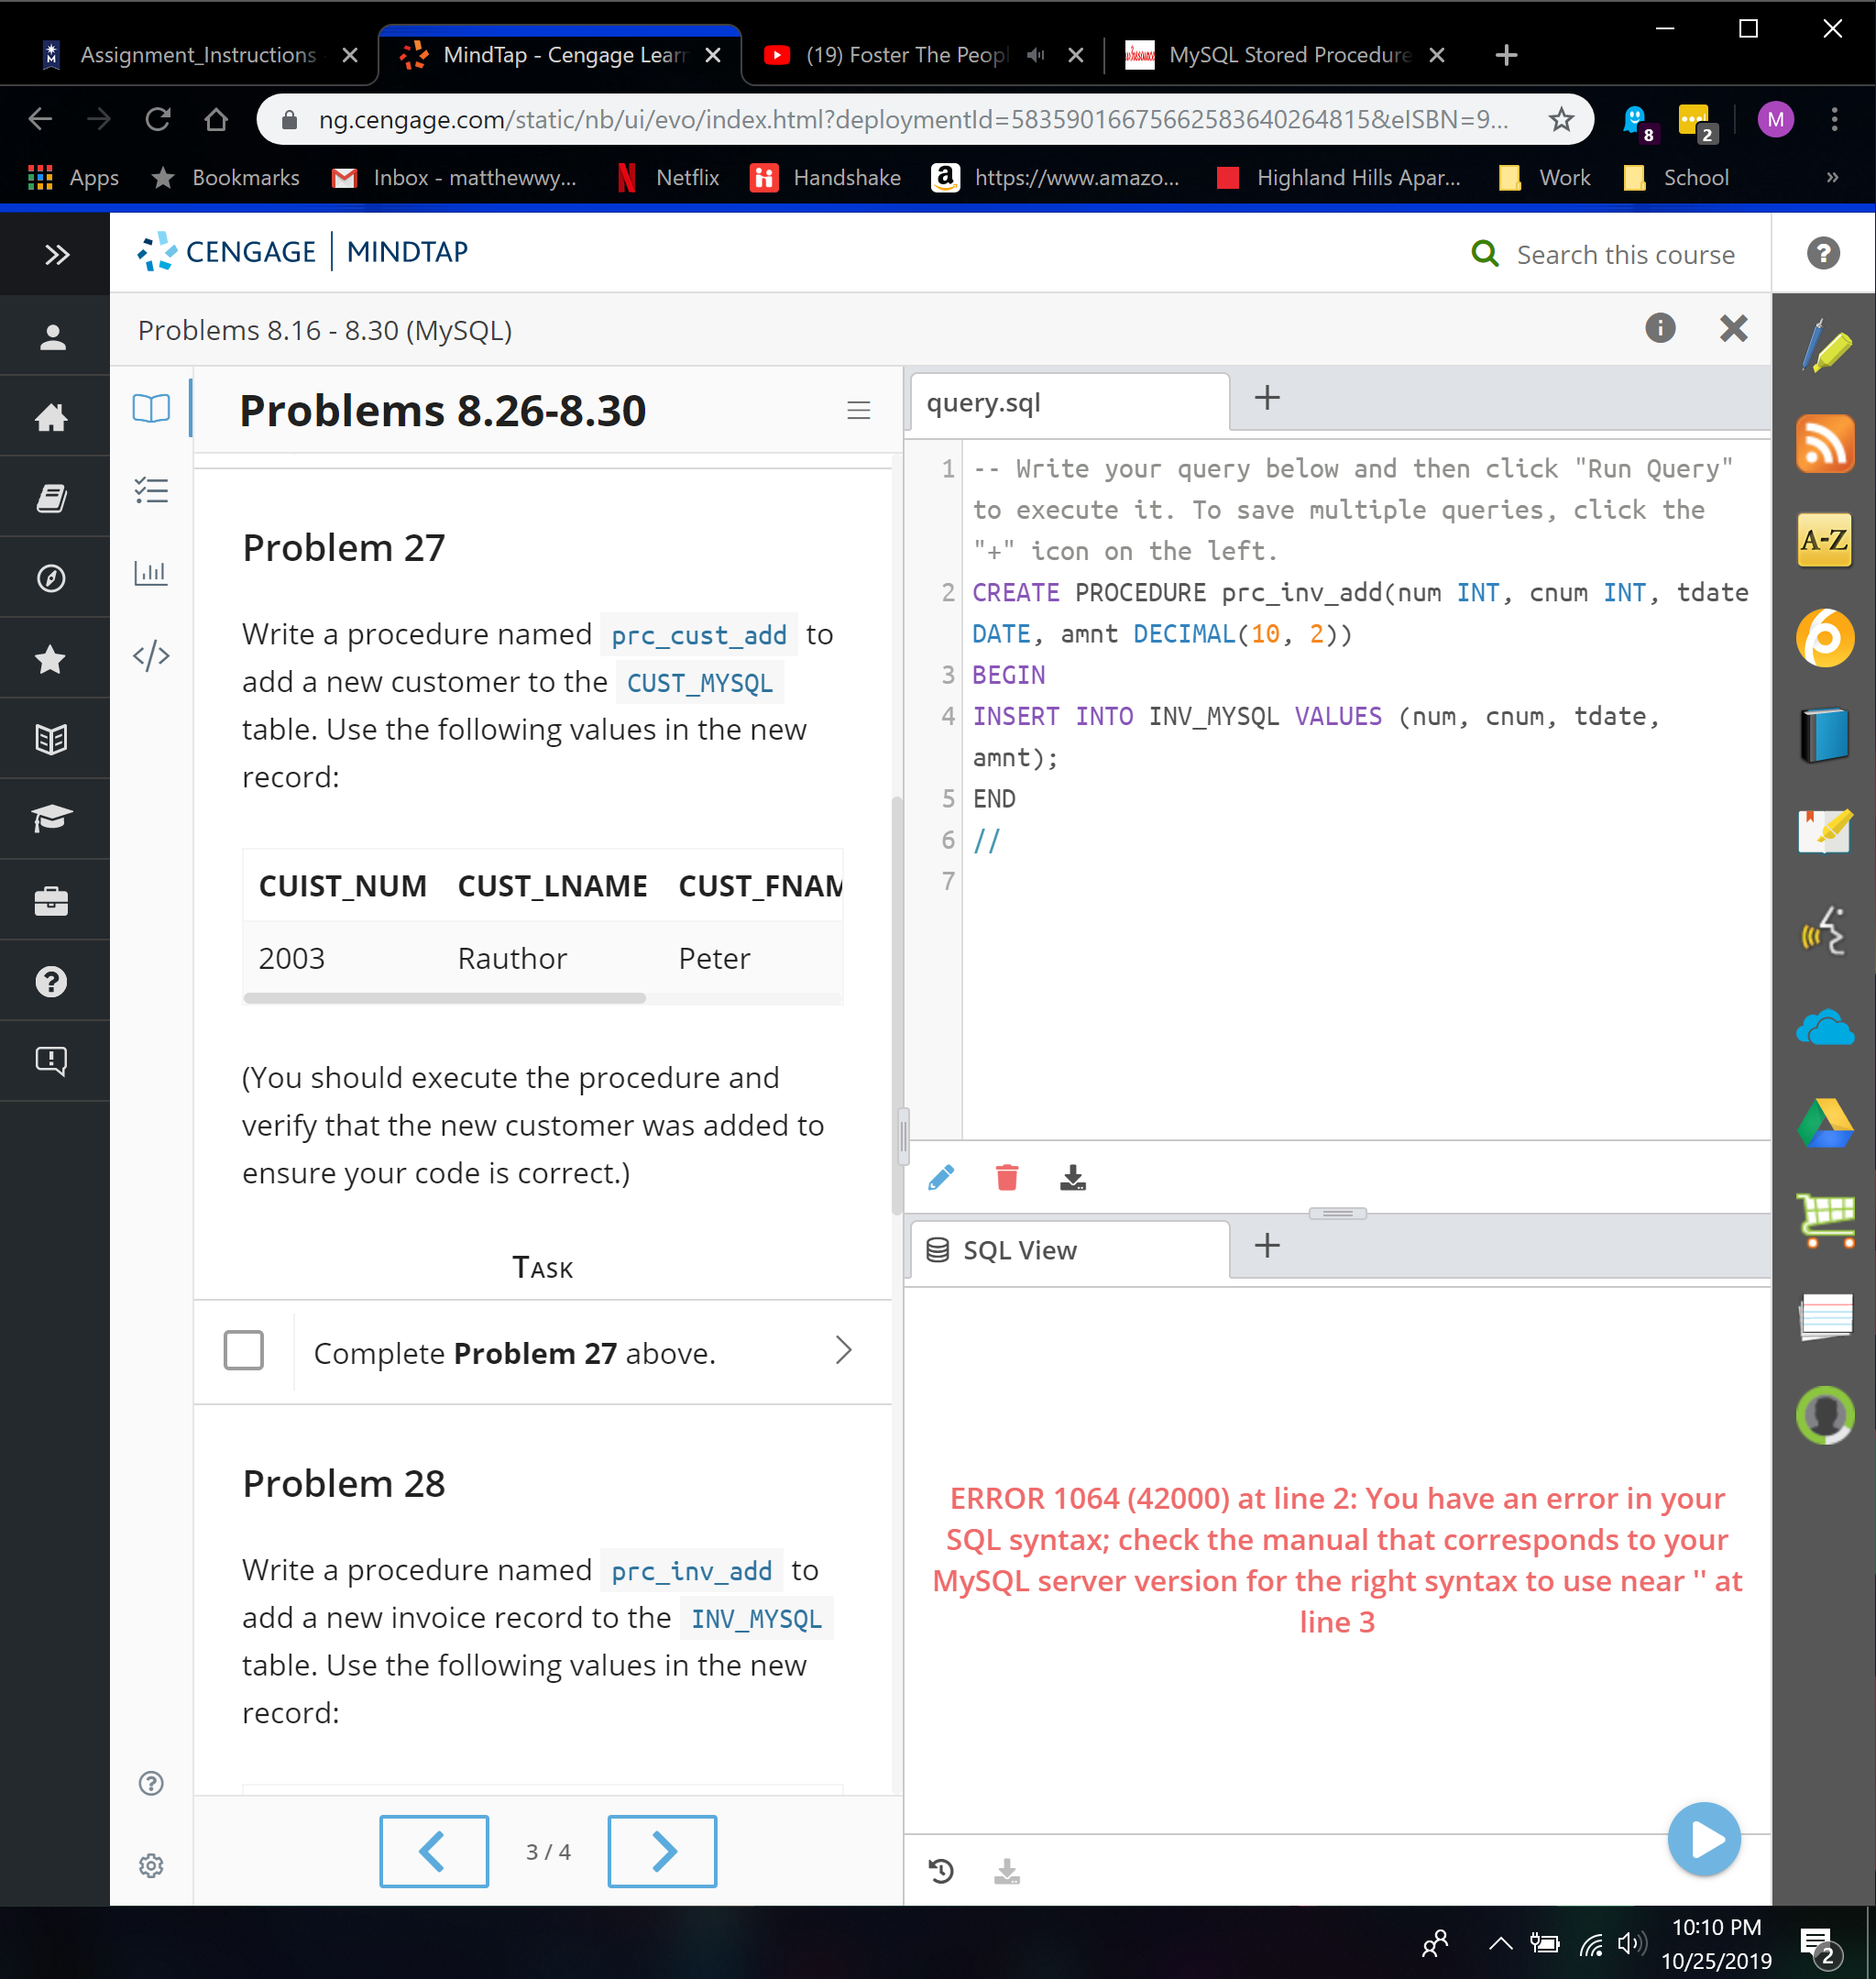 Assignment_Instructions
MindTap - Cengage Lear
(19) Foster The Peop
MySQL Stored Procedure
ng.cengage.com/static/nb/ui/evo/index.html?deploymentId=58359016675662583640264815&eISBN=9...
8
2
M
Apps
Bookmarks
Inbox - matthewwy...
Netflix
Handshake
https://www.amazo...
Highland Hills Apar...
Work
School
»
CENGAGE | MINDTAP
Search this course
Problems 8.16 - 8.30 (MySQL)
Problems 8.26-8.30
Problem 27
Write a procedure named prc_cust_add to
add a new customer to the CUST_MYSQL
table. Use the following values in the new
record:
CUIST_NUM CUST_LNAME CUST_FNAM
2003 Rauthor Peter
(You should execute the procedure and
verify that the new customer was added to
ensure your code is correct.)
TASK
Complete Problem 27 above.
Problem 28
Write a procedure named prc_inv_add to
add a new invoice record to the INV_MYSQL
table. Use the following values in the new
record:
3 / 4
query.sql
1 -- Write your query below and then click "Run Query"
to execute it. To save multiple queries, click the
"+" icon on the left.
2 CREATE PROCEDURE prc_inv_add(num INT, cnum INT, tdate
DATE, amnt DECIMAL(10, 2))
3 BEGIN
4 INSERT INTO INV_MYSQL VALUES (num, cnum, tdate,
amnt);
5 END
6 //
7
SQL View
ERROR 1064 (42000) at line 2: You have an error in your
SQL syntax; check the manual that corresponds to your
MySQL server version for the right syntax to use near '' at
line 3
A-Z
10:10 PM
10/25/2019
2